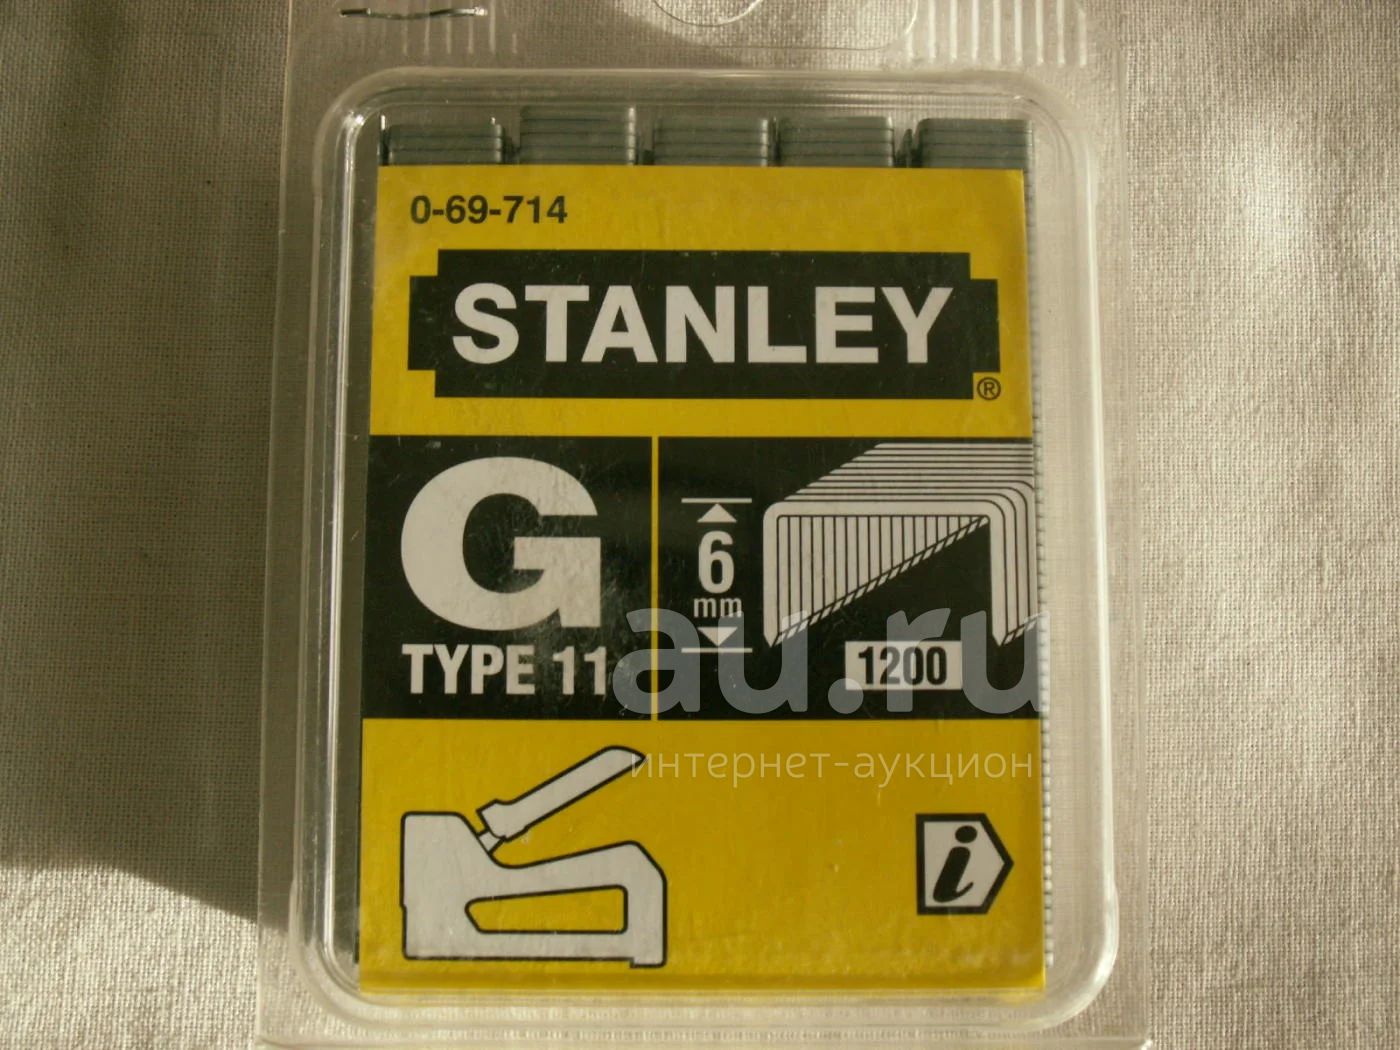 0-69-714
STANLEY
®
G
TYPE 11
6
mm
1200
au.ru
интернет-аукцион
i